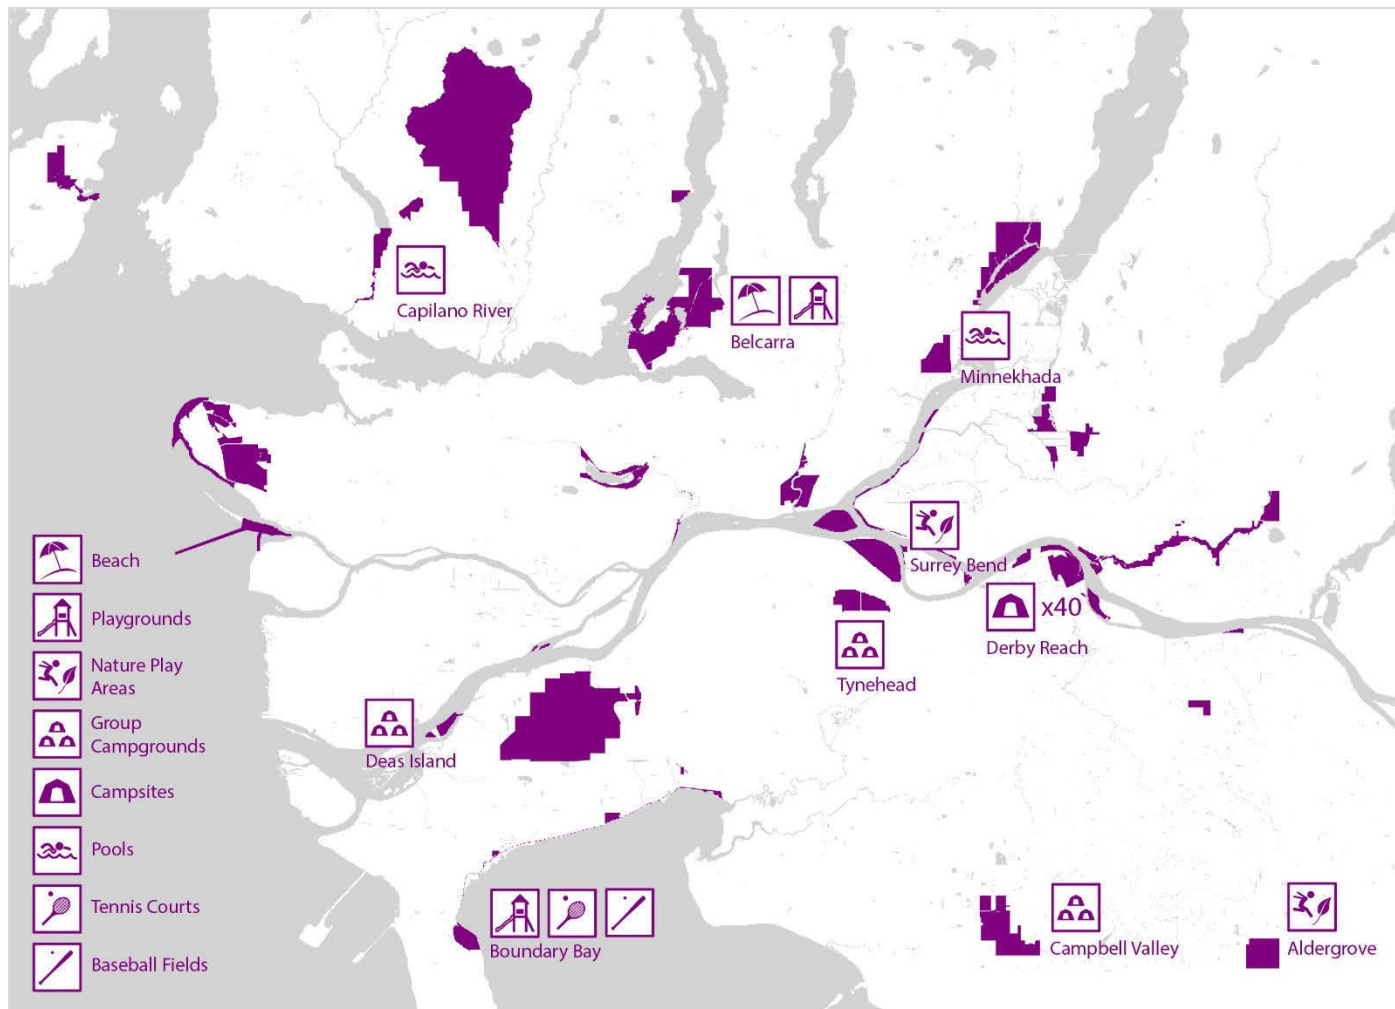 Capilano River
Belcarra
Minnekhada
Surrey Bend
x40
Derby Reach
Tynehead
Deas Island
Boundary Bay
Campbell Valley
Aldergrove
Beach
Playgrounds
Nature Play
Areas
Group
Campgrounds
Campsites
Pools
Tennis Courts
Baseball Fields